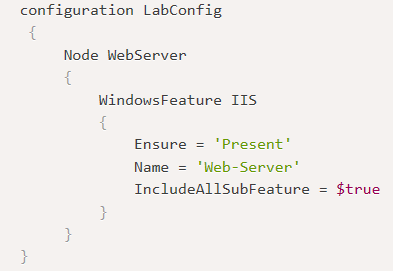 configuration LabConfig
{
Node WebServer
{
WindowsFeature IIS
{
Ensure = 'Present'
Name = 'Web-Server'
IncludeAllSubFeature = $true
}
}
}